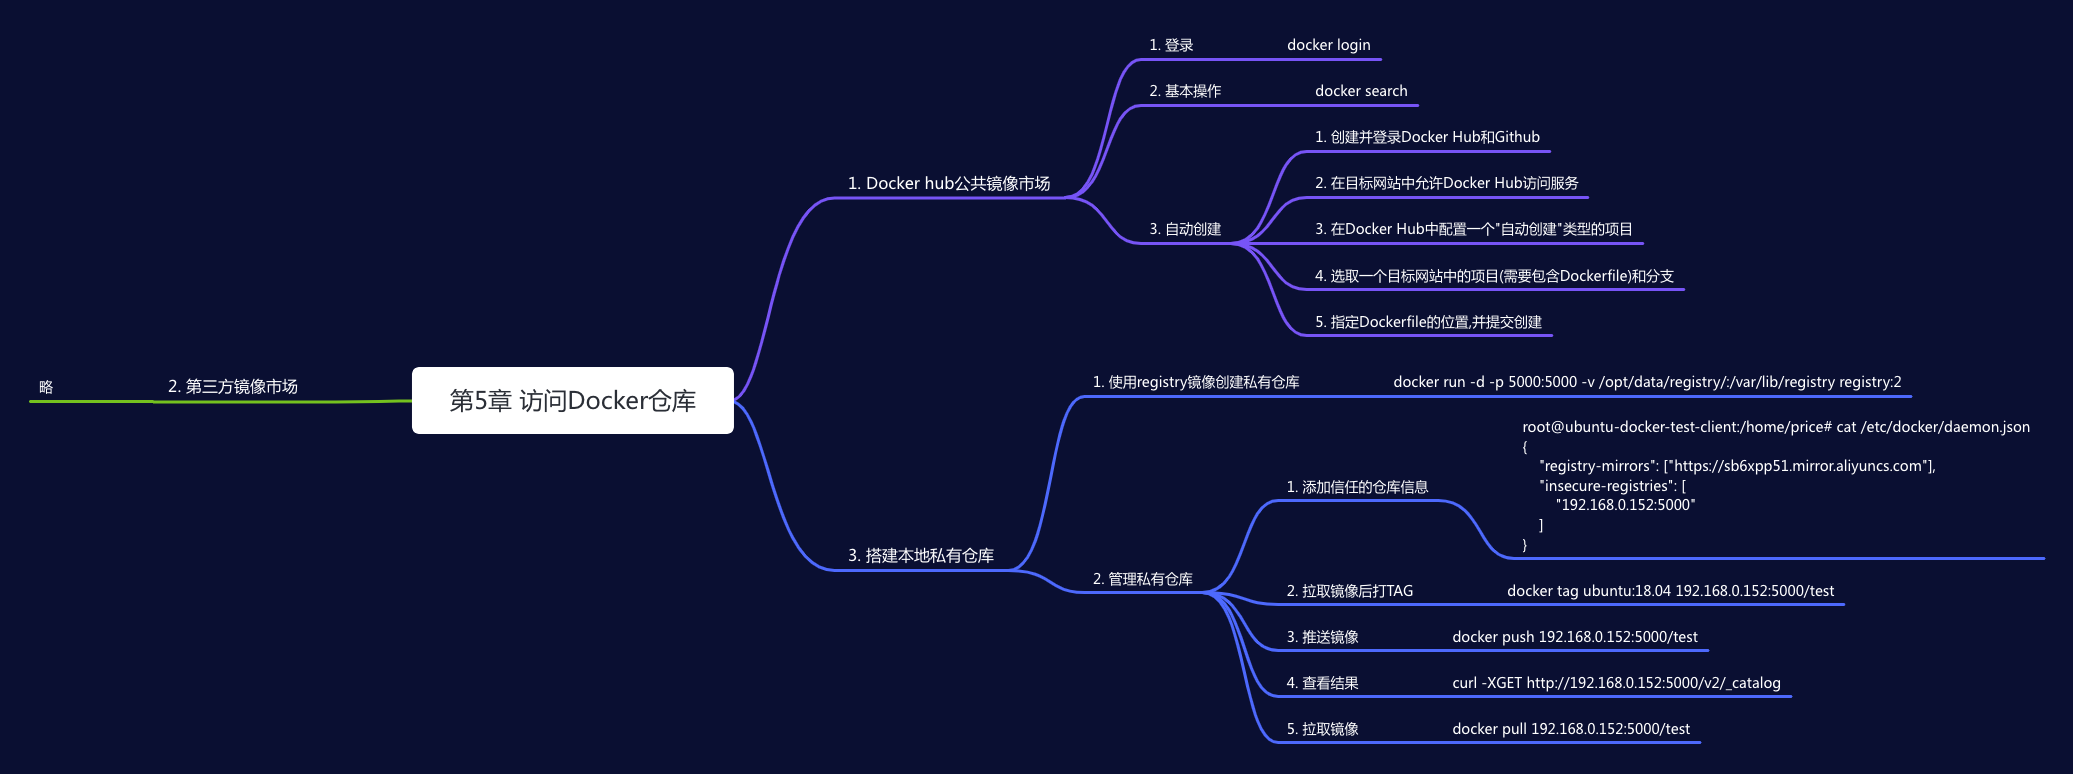 第5章 访问Docker仓库
1. Docker hub公共镜像市场
1. 登录
docker login
2. 基本操作
docker search
3. 自动创建
1. 创建并登录Docker Hub和Github
2. 在目标网站中允许Docker Hub访问服务
3. 在Docker Hub中配置一个"自动创建"类型的项目
4. 选取一个目标网站中的项目(需要包含Dockerfile)和分支
5. 指定Dockerfile的位置,并提交创建
2. 第三方镜像市场
略
3. 搭建本地私有仓库
1. 使用registry镜像创建私有仓库
docker run -d -p 5000:5000 -v /opt/data/registry/:/var/lib/registry registry:2
2. 管理私有仓库
1. 添加信任的仓库信息
root@ubuntu-docker-test-client:/home/price# cat /etc/docker/daemon.json
{
"registry-mirrors": ["https://sb6xpp51.mirror.aliyuncs.com"],
"insecure-registries": [
"192.168.0.152:5000"
]
}
2. 拉取镜像后打TAG
docker tag ubuntu:18.04 192.168.0.152:5000/test
3. 推送镜像
docker push 192.168.0.152:5000/test
4. 查看结果
curl -XGET http://192.168.0.152:5000/v2/_catalog
5. 拉取镜像
docker pull 192.168.0.152:5000/test